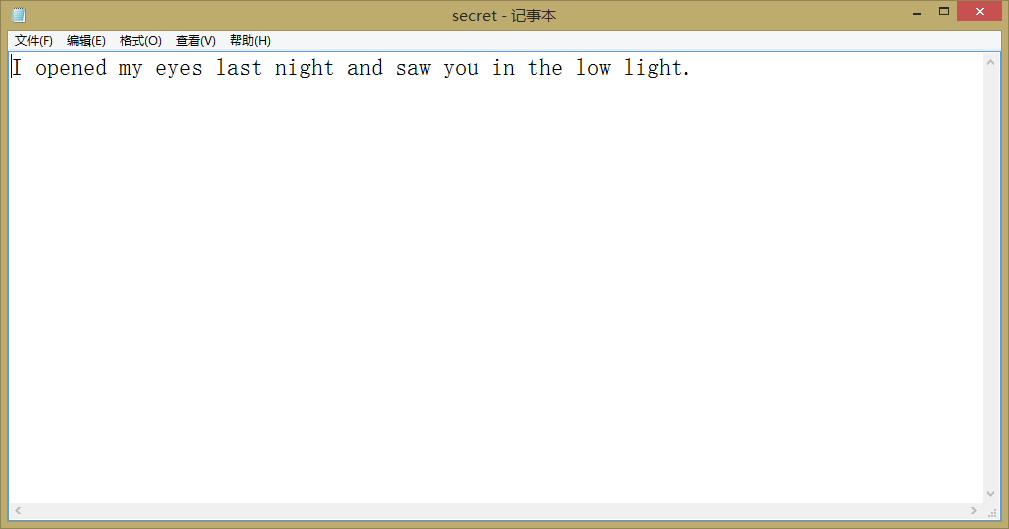 secret - 记事本
文件(F) 编辑(E) 格式(O) 查看(V) 帮助(H)
I opened my eyes last night and saw you in the low light.